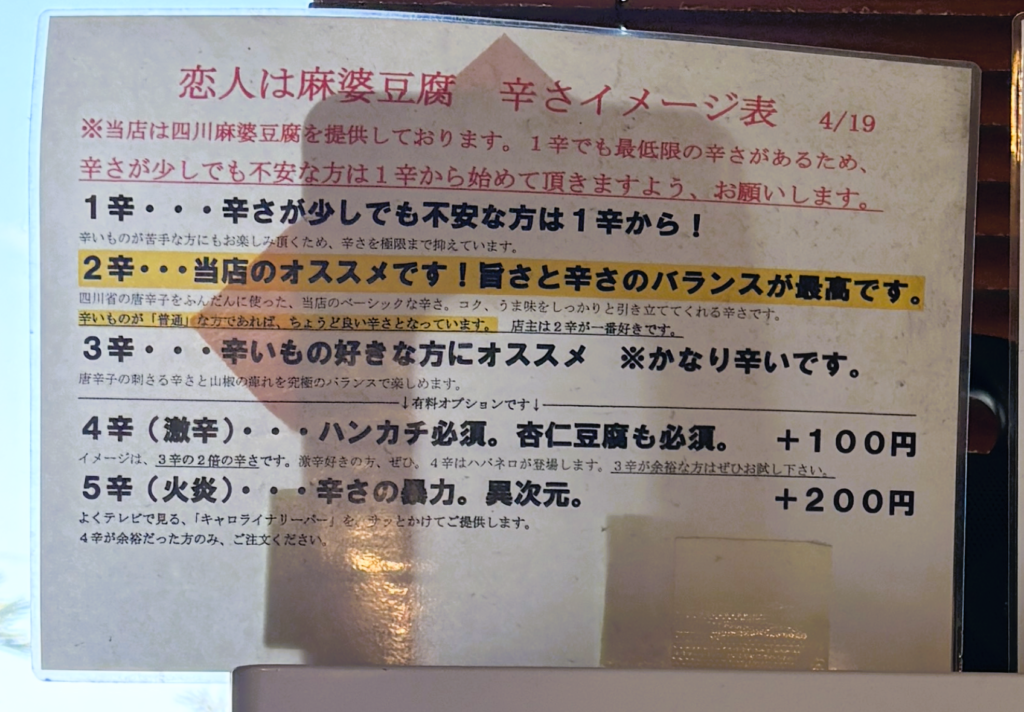 恋人は麻婆豆腐 辛さイメージ表 4/19
※当店は四川麻婆豆腐を提供しております。1辛でも最低限の辛さがあるため、
辛さが少しでも不安な方は1辛から始めて頂きますよう、お願いします。
1辛・・・辛さが少しでも不安な方は1辛から！
辛いものが苦手な方にもお楽しみ頂くため、辛さを極限まで抑えています。
2辛・・・当店のオススメです！旨さと辛さのバランスが最高です。
四川省の唐辛子をふんだんに使った、当店のベーシックな辛さ。コク、うま味をしっかりと引き立ててくれる辛さです。
辛いものが「普通」な方であれば、ちょうど良い辛さとなっています。 店主は2辛が一番好きです。
3辛・・・辛いもの好きな方にオススメ ※かなり辛いです。
唐辛子の刺さる辛さと山椒の痺れを究極のバランスで楽しめます。
↓有料オプションです↓
4辛（激辛）・・・ハンカチ必須。杏仁豆腐も必須。 ＋100円
イメージは、3辛の2倍の辛さです。激辛好きの方、ぜひ。4辛はハバネロが登場します。3辛が余裕な方はぜひお試し下さい。
5辛（火炎）・・・辛さの暴力。異次元。 ＋200円
よくテレビで見る、「キャロライナリーパー」を、サッとかけてご提供します。
4辛が余裕だった方のみ、ご注文ください。